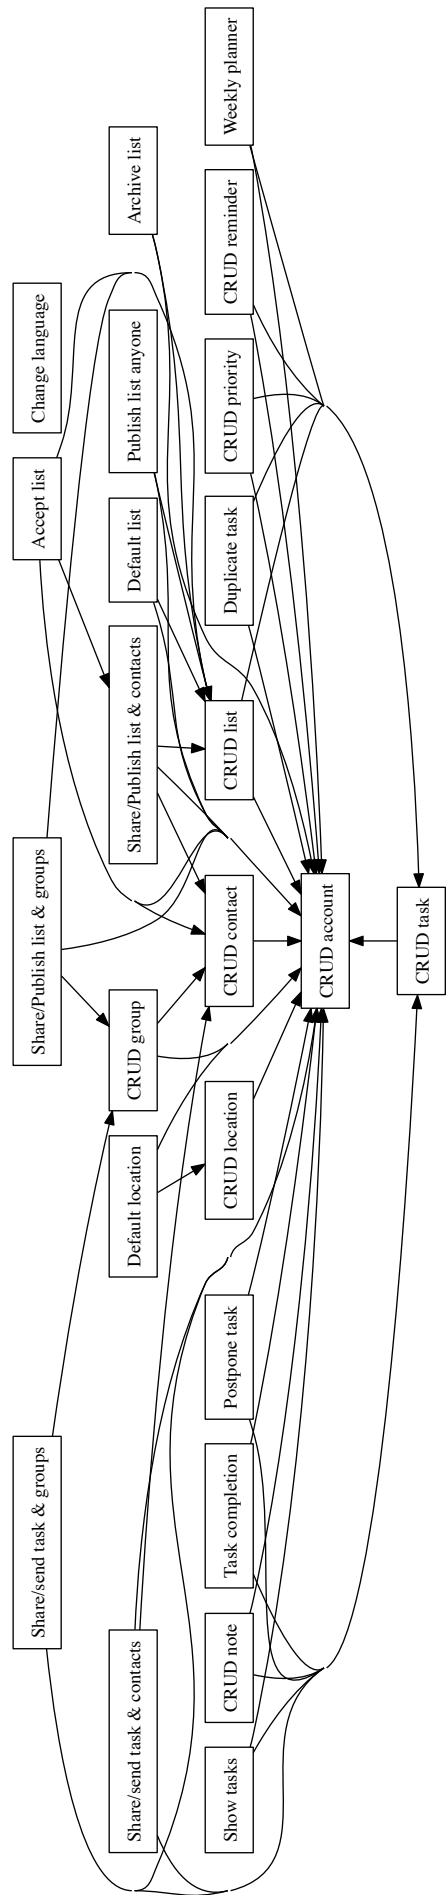 Share/send task & groups
Share/Publish list & groups
Accept list
Change language
Share/send task & contacts
Default location
CRUD group
Share/Publish list & contacts
Default list
Publish list anyone
Archive list
Show tasks
CRUD note
Task completion
Postpone task
CRUD location
CRUD contact
CRUD list
Duplicate task
CRUD priority
CRUD reminder
Weekly planner
CRUD account
CRUD task